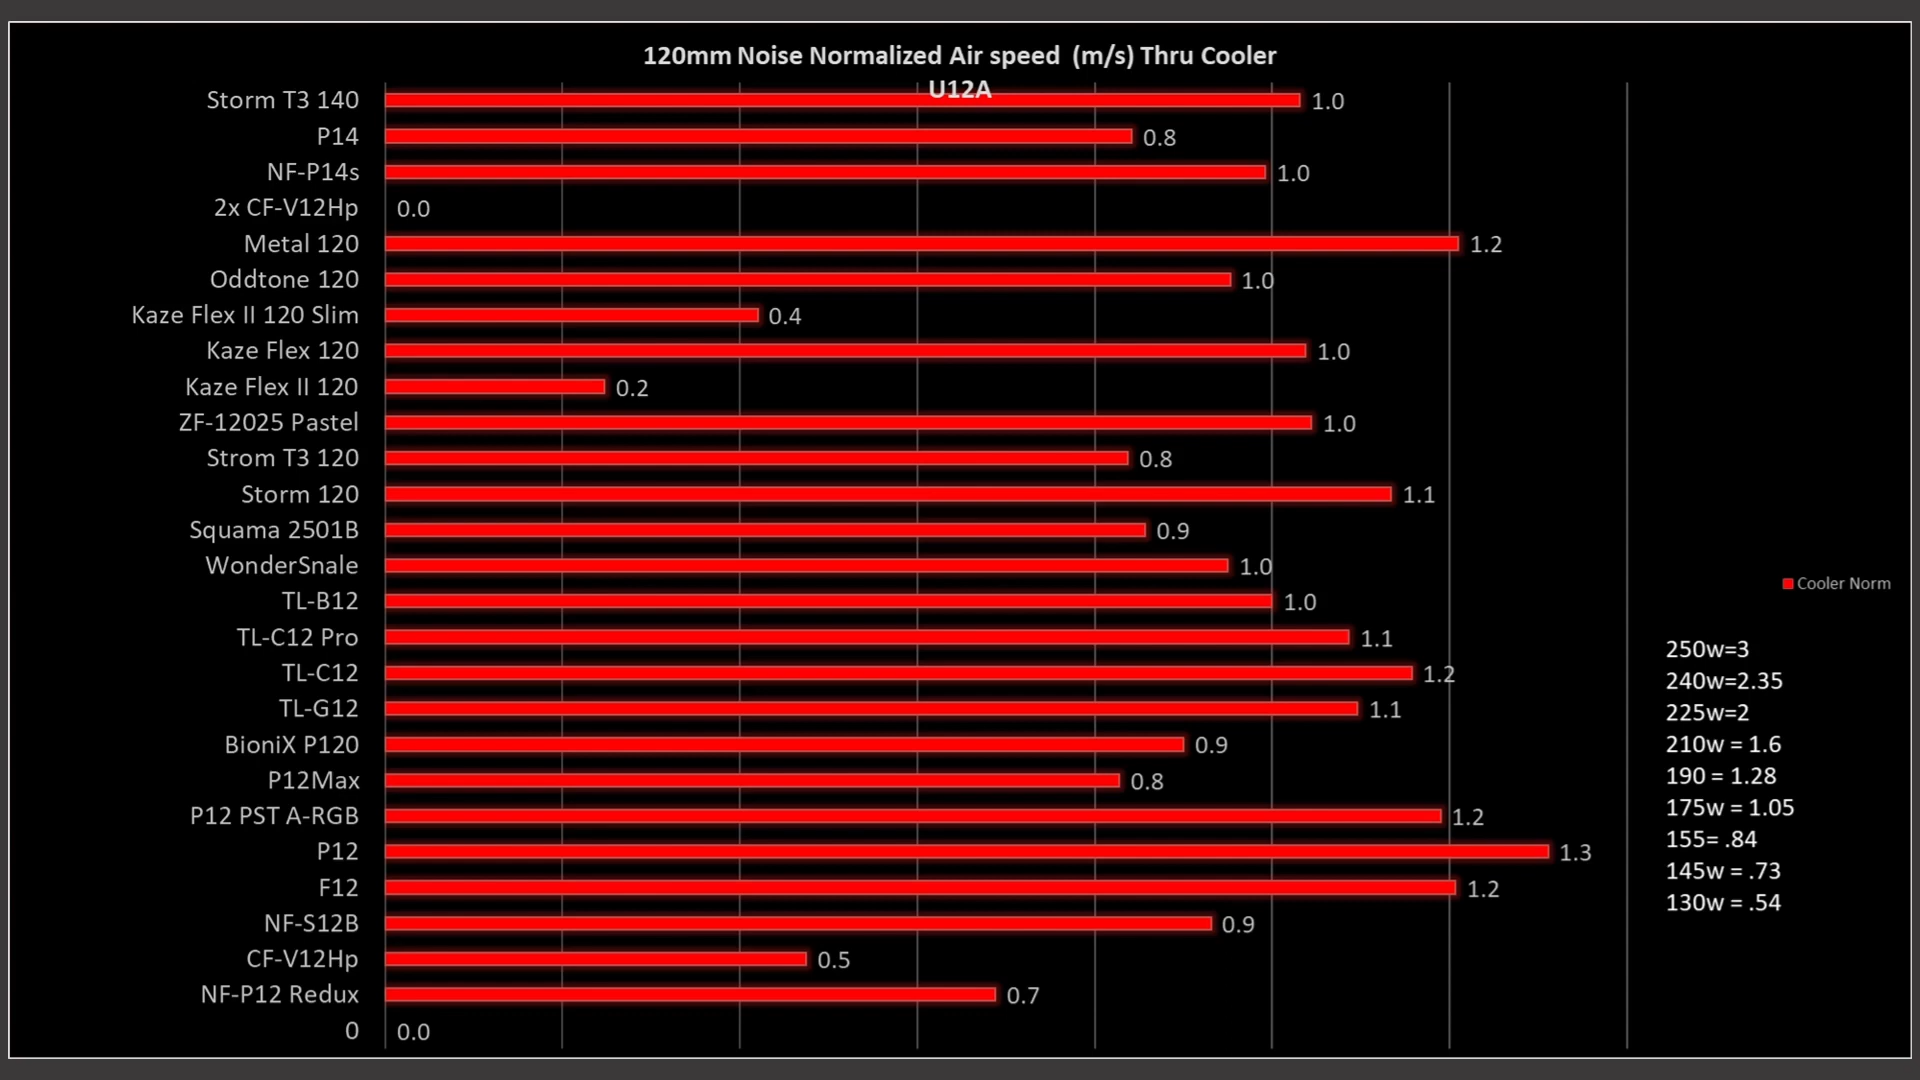 120mm Noise Normalized Air speed (m/s) Thru Cooler
U12A
Storm T3 140 1.0
P14 0.8
NF-P14s 1.0
2x CF-V12Hp 0.0
Metal 120 1.2
Oddtone 120 1.0
Kaze Flex II 120 Slim 0.4
Kaze Flex 120 1.0
Kaze Flex II 120 0.2
ZF-12025 Pastel 1.0
Strom T3 120 0.8
Storm 120 1.1
Squama 2501B 0.9
WonderSnale 1.0
TL-B12 1.0
TL-C12 Pro 1.1
TL-C12 1.2
TL-G12 1.1
BioniX P120 0.9
P12Max 0.8
P12 PST A-RGB 1.2
P12 1.3
F12 1.2
NF-S12B 0.9
CF-V12Hp 0.5
NF-P12 Redux 0.7
0 0.0
Cooler Norm
250w=3
240w=2.35
225w=2
210w = 1.6
190 = 1.28
175w = 1.05
155= .84
145w = .73
130w = .54